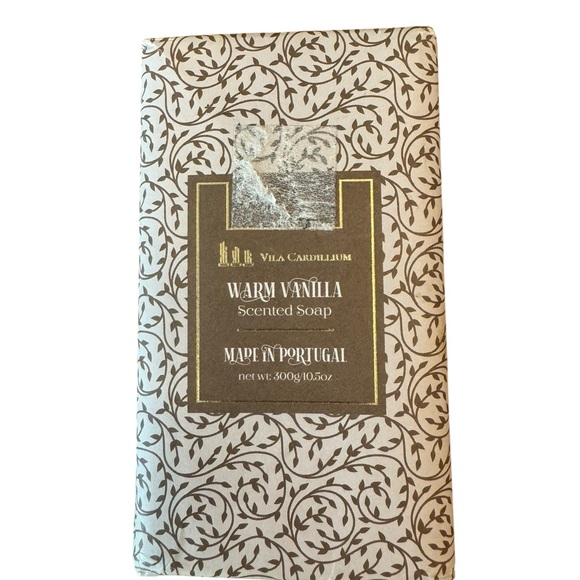 Vila Cardillium
WARM VANILLA
Scented Soap
MADE IN PORTUGAL
net wt: 300g/10.5oz